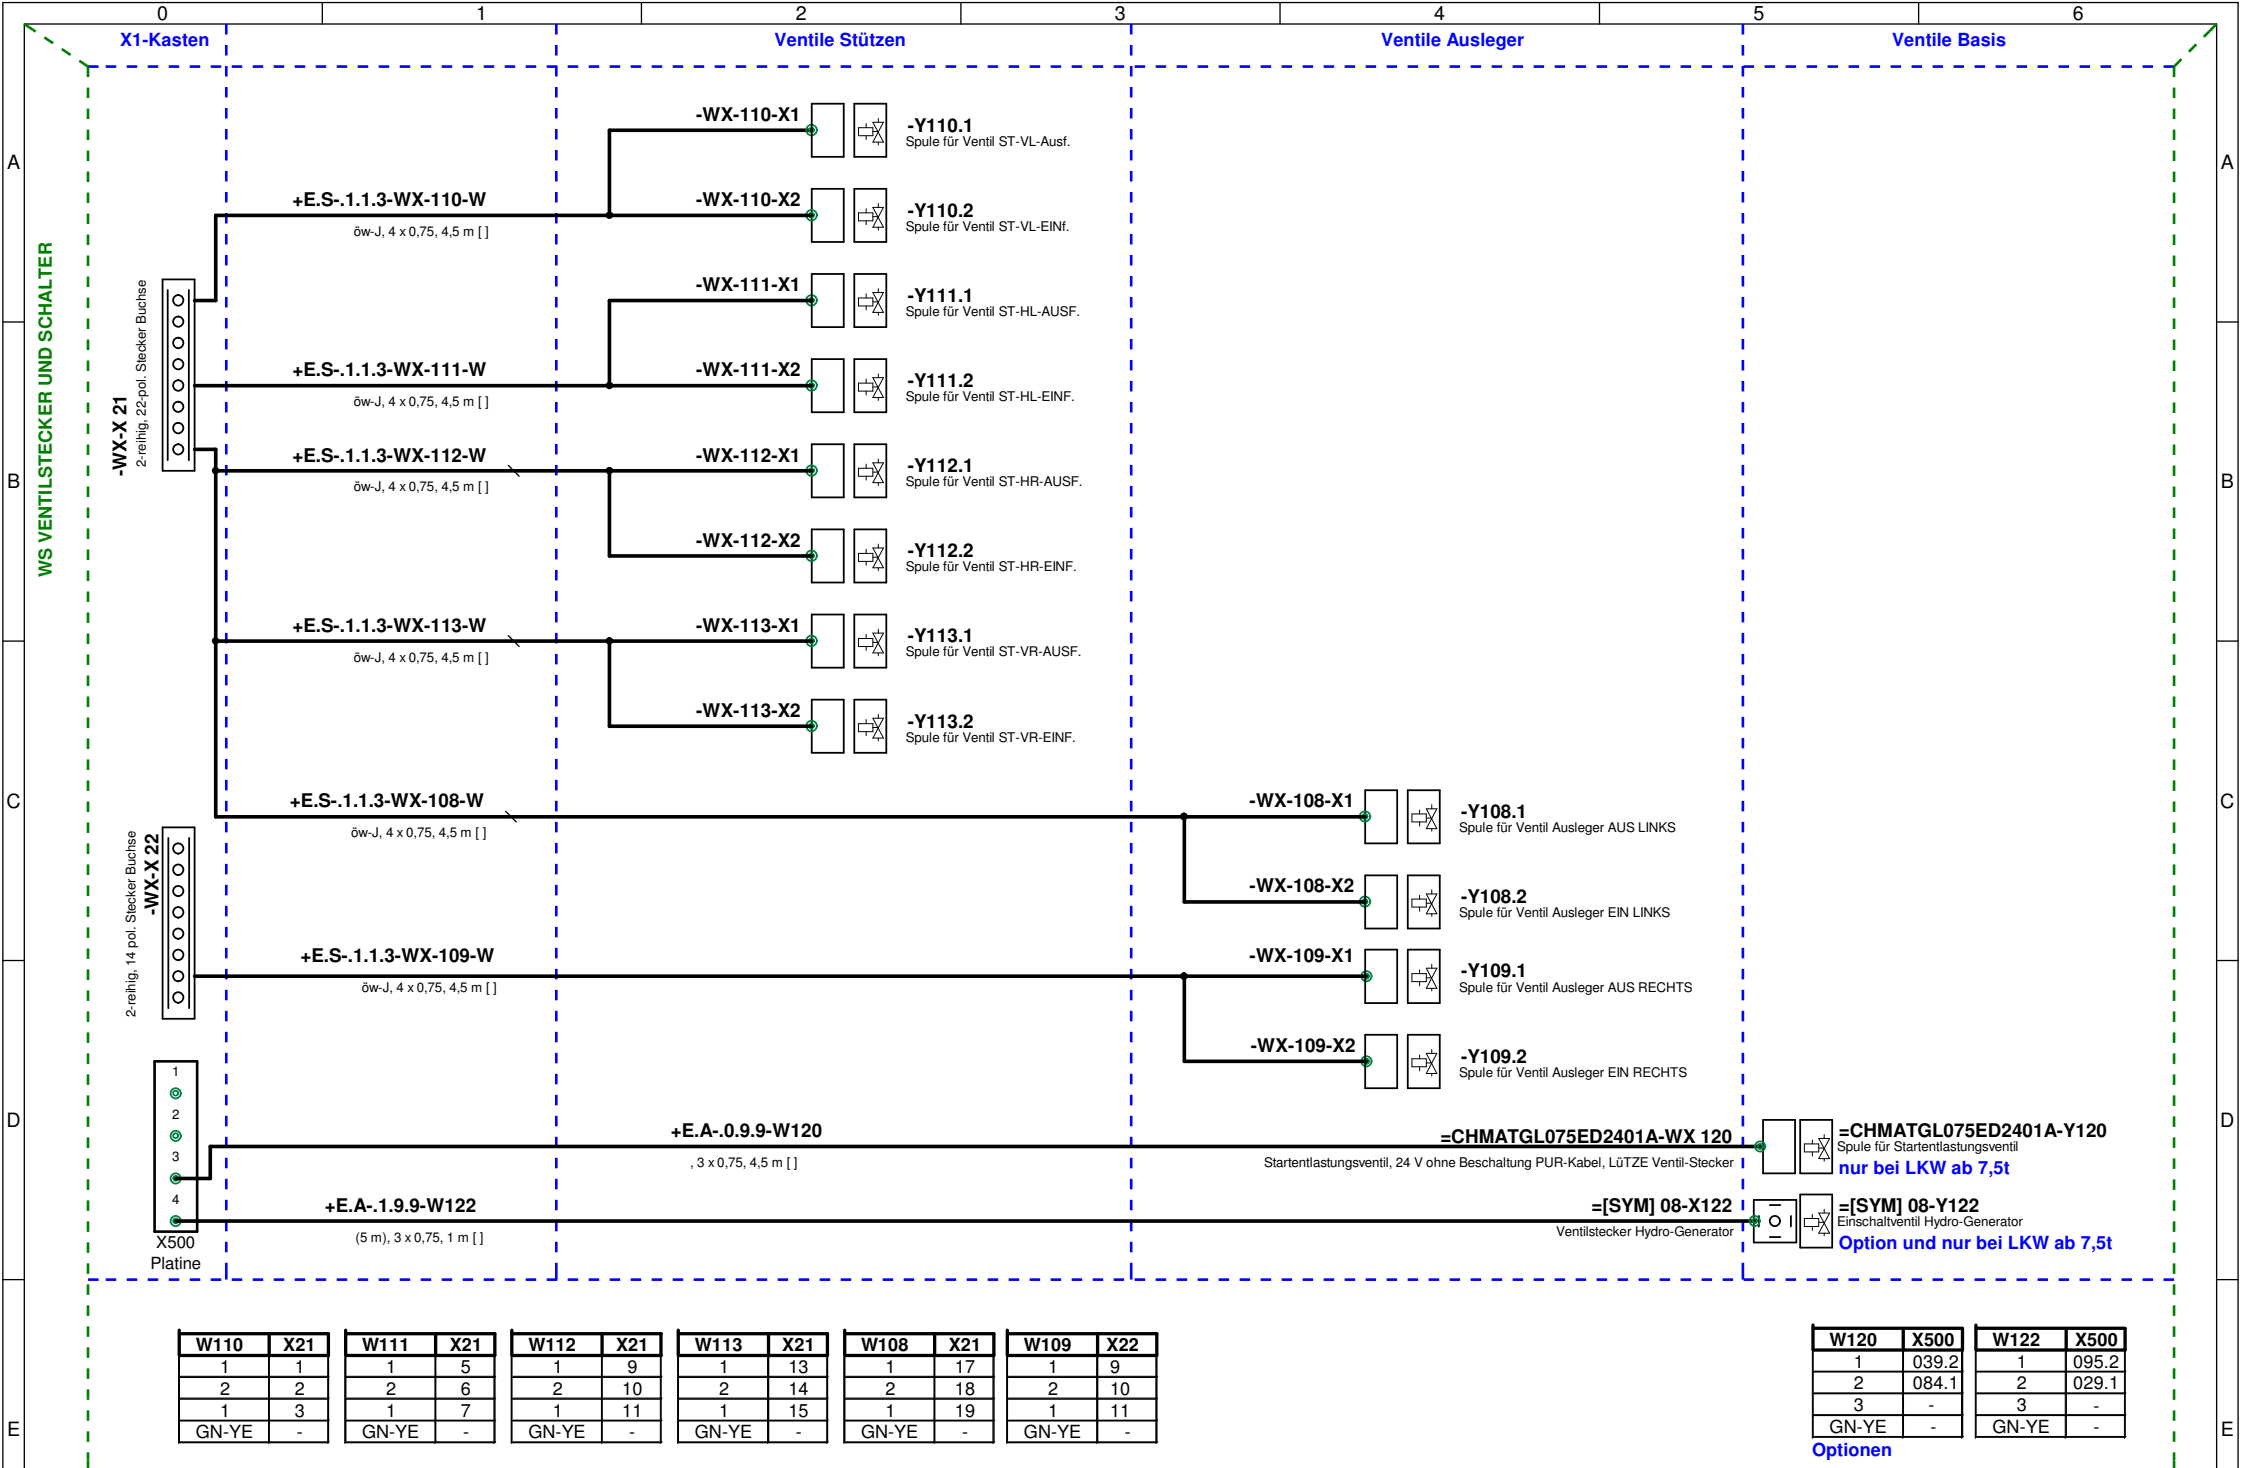 0 1 2 3 4 5 6
X1-Kasten Ventile Stützen Ventile Ausleger Ventile Basis
WS VENTILSTECKER UND SCHALTER
A A
B B
C C
D D
E E
-WX-110-X1
-Y110.1
Spule für Ventil ST-VL-Ausf.
+E.S-.1.1.3-WX-110-W
öw-J, 4 x 0,75, 4,5 m [ ]
-WX-110-X2
-Y110.2
Spule für Ventil ST-VL-EINf.
-WX-X 21
2-reihig, 22-pol. Stecker Buchse
-WX-111-X1
-Y111.1
Spule für Ventil ST-HL-AUSF.
+E.S-.1.1.3-WX-111-W
öw-J, 4 x 0,75, 4,5 m [ ]
-WX-111-X2
-Y111.2
Spule für Ventil ST-HL-EINF.
+E.S-.1.1.3-WX-112-W
öw-J, 4 x 0,75, 4,5 m [ ]
-WX-112-X1
-Y112.1
Spule für Ventil ST-HR-AUSF.
-WX-112-X2
-Y112.2
Spule für Ventil ST-HR-EINF.
+E.S-.1.1.3-WX-113-W
öw-J, 4 x 0,75, 4,5 m [ ]
-WX-113-X1
-Y113.1
Spule für Ventil ST-VR-AUSF.
-WX-113-X2
-Y113.2
Spule für Ventil ST-VR-EINF.
+E.S-.1.1.3-WX-108-W
öw-J, 4 x 0,75, 4,5 m [ ]
-WX-108-X1
-Y108.1
Spule für Ventil Ausleger AUS LINKS
-WX-108-X2
-Y108.2
Spule für Ventil Ausleger EIN LINKS
2-reihig, 14 pol. Stecker Buchse
-WX-X 22
+E.S-.1.1.3-WX-109-W
öw-J, 4 x 0,75, 4,5 m [ ]
-WX-109-X1
-Y109.1
Spule für Ventil Ausleger AUS RECHTS
-WX-109-X2
-Y109.2
Spule für Ventil Ausleger EIN RECHTS
1
2
3
4
X500
Platine
+E.A-.0.9.9-W120
, 3 x 0,75, 4,5 m [ ]
=CHMATGL075ED2401A-WX 120
Startentlastungsventil, 24 V ohne Beschaltung PUR-Kabel, LüTZE Ventil-Stecker
=CHMATGL075ED2401A-Y120
Spule für Startentlastungsventil
nur bei LKW ab 7,5t
+E.A-.1.9.9-W122
(5 m), 3 x 0,75, 1 m [ ]
=[SYM] 08-X122
Ventilstecker Hydro-Generator
=[SYM] 08-Y122
Einschaltventil Hydro-Generator
Option und nur bei LKW ab 7,5t
W110 X21
1 1
2 2
1 3
GN-YE -
W111 X21
1 5
2 6
1 7
GN-YE -
W112 X21
1 9
2 10
1 11
GN-YE -
W113 X21
1 13
2 14
1 15
GN-YE -
W108 X21
1 17
2 18
1 19
GN-YE -
W109 X22
1 9
2 10
1 11
GN-YE -
W120 X500
1 039.2
2 084.1
3 -
GN-YE -
W122 X500
1 095.2
2 029.1
3 -
GN-YE -
Optionen